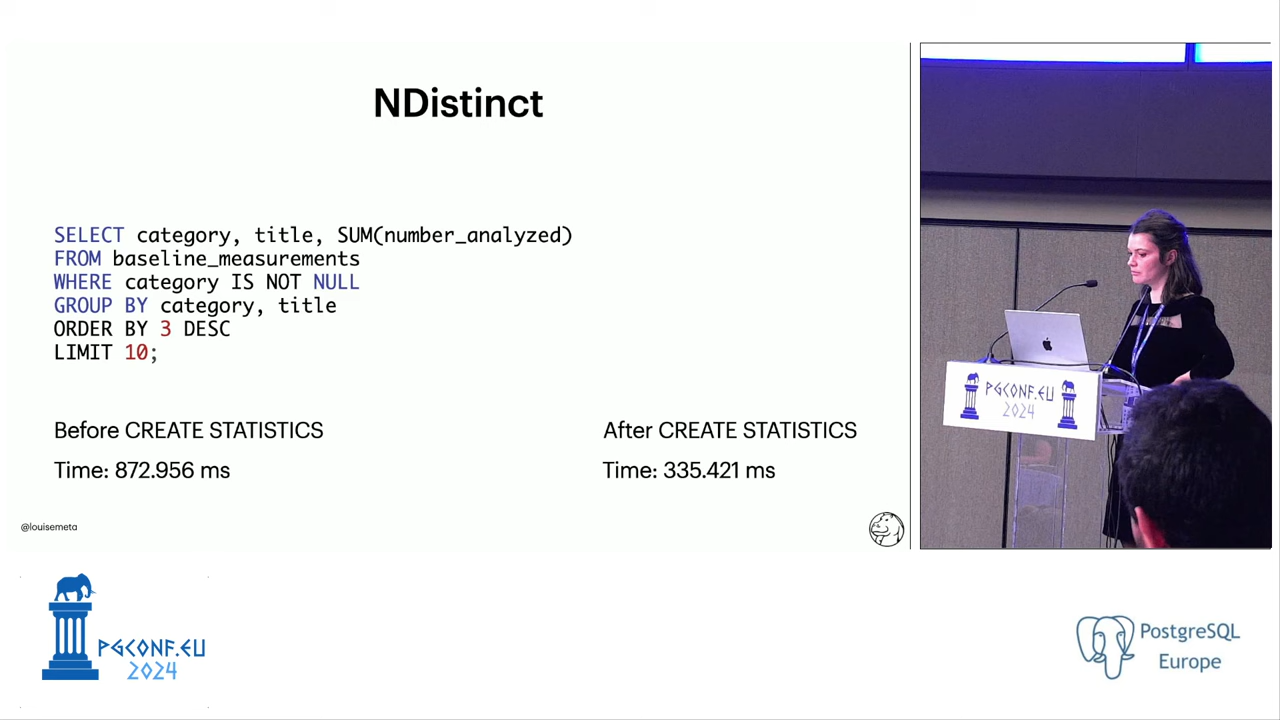 NDistinct
SELECT category, title, SUM(number_analyzed)
FROM baseline_measurements
WHERE category IS NOT NULL
GROUP BY category, title
ORDER BY 3 DESC
LIMIT 10;
Before CREATE STATISTICS
After CREATE STATISTICS
Time: 872.956 ms
Time: 335.421 ms
@louisemeta
PGCONF.EU
2024
PGCONF.EU
2024
PostgreSQL
Europe